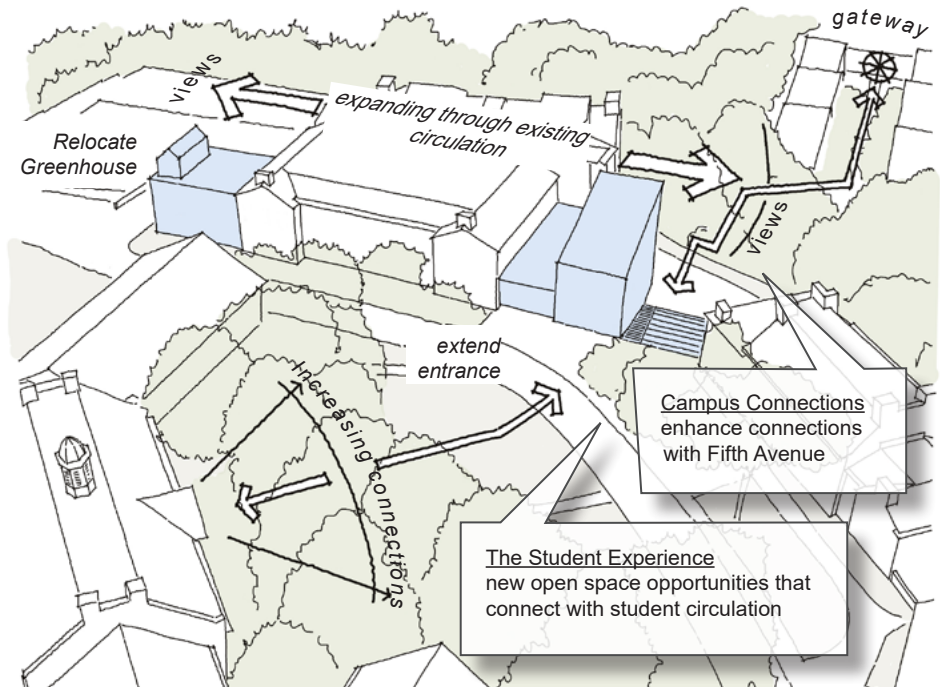 gateway
views
expanding through existing
circulation
Relocate
Greenhouse
views
extend
entrance
increasing connections
Campus Connections
enhance connections
with Fifth Avenue
The Student Experience
new open space opportunities that
connect with student circulation